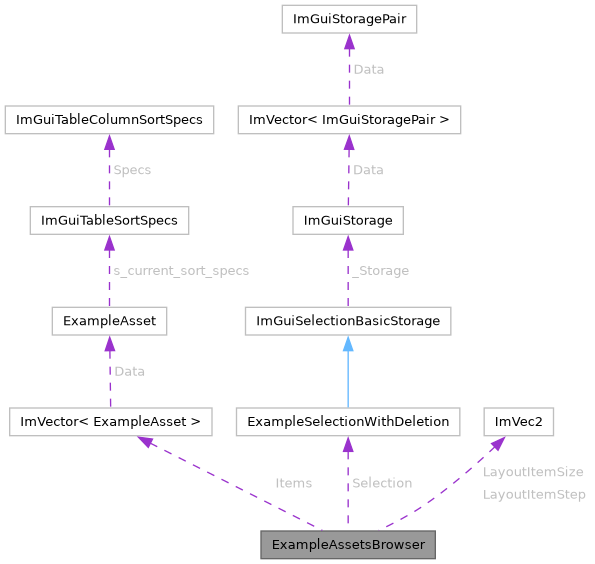 ImGuiStoragePair
Data
ImGuiTableColumnSortSpecs
ImVector< ImGuiStoragePair >
Specs
Data
ImGuiTableSortSpecs
ImGuiStorage
s_current_sort_specs
_Storage
ExampleAsset
ImGuiSelectionBasicStorage
Data
ImVector< ExampleAsset >
ExampleSelectionWithDeletion
ImVec2
Items
Selection
LayoutItemSize
LayoutItemStep
ExampleAssetsBrowser